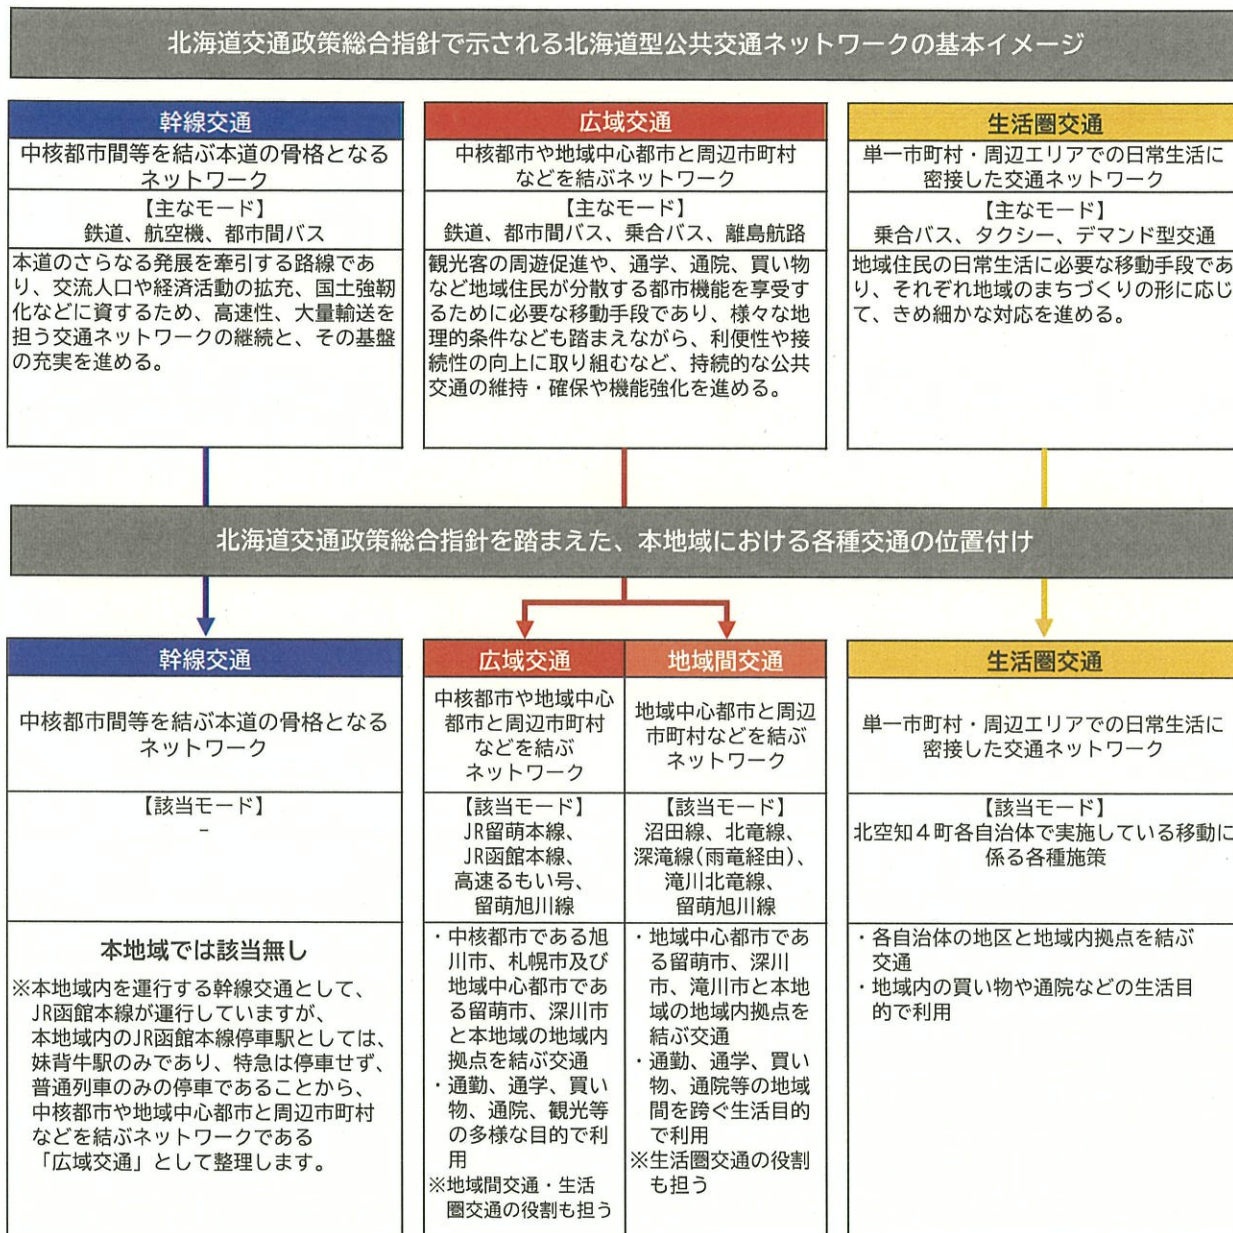 北海道交通政策総合指針で示される北海道型公共交通ネットワークの基本イメージ
幹線交通
中核都市間等を結ぶ本道の骨格となる
ネットワーク
【主なモード】
鉄道、航空機、都市間バス
本道のさらなる発展を牽引する路線であ
り、交流人口や経済活動の拡充、国土強靭
化などに資するため、高速性、大量輸送を
担う交通ネットワークの継続と、その基盤
の充実を進める。
広域交通
中核都市や地域中心都市と周辺市町村
などを結ぶネットワーク
【主なモード】
鉄道、都市間バス、乗合バス、離島航路
観光客の周遊促進や、通学、通院、買い物
など地域住民が分散する都市機能を享受す
るために必要な移動手段であり、様々な地
理的条件なども踏まえながら、利便性や接
続性の向上に取り組むなど、持続的な公共
交通の維持・確保や機能強化を進める。
生活圏交通
単一市町村・周辺エリアでの日常生活に
密接した交通ネットワーク
【主なモード】
乗合バス、タクシー、デマンド型交通
地域住民の日常生活に必要な移動手段であ
り、それぞれ地域のまちづくりの形に応じ
て、きめ細かな対応を進める。
北海道交通政策総合指針を踏まえた、本地域における各種交通の位置付け
幹線交通
中核都市間等を結ぶ本道の骨格となる
ネットワーク
【該当モード】
-
本地域では該当無し
※本地域内を運行する幹線交通として、
JR函館本線が運行していますが、
本地域内のJR函館本線停車駅としては、
妹背牛駅のみであり、特急は停車せず、
普通列車のみの停車であることから、
中核都市や地域中心都市と周辺市町村
などを結ぶネットワークである
「広域交通」として整理します。
広域交通
中核都市や地域中心
都市と周辺市町村
などを結ぶ
ネットワーク
【該当モード】
JR留萌本線、
JR函館本線、
高速るもい号、
留萌旭川線
・中核都市である旭
川市、札幌市及び
地域中心都市であ
る留萌市、深川市
と本地域の地域内
拠点を結ぶ交通
・通勤、通学、買い
物、通院、観光等
の多様な目的で利
用
※地域間交通・生活
圏交通の役割も担う
地域間交通
地域中心都市と周辺
市町村などを結ぶ
ネットワーク
【該当モード】
沼田線、北竜線、
深滝線(雨竜経由)、
滝川北竜線、
留萌旭川線
・地域中心都市であ
る留萌市、深川
市、滝川市と本地
域の地域内拠点を
結ぶ交通
・通勤、通学、買い
物、通院等の地域
間を跨ぐ生活目的
で利用
※生活圏交通の役割
も担う
生活圏交通
単一市町村・周辺エリアでの日常生活に
密接した交通ネットワーク
【該当モード】
北空知４町各自治体で実施している移動に
係る各種施策
・各自治体の地区と地域内拠点を結ぶ
交通
・地域内の買い物や通院などの生活目
的で利用